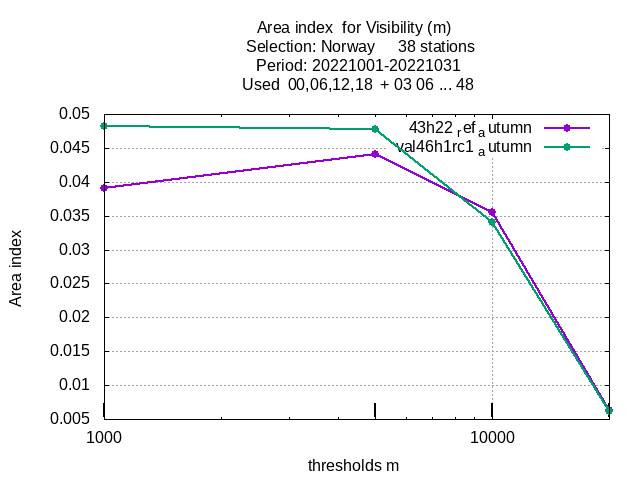 Area index  for Visibility (m)
Selection: Norway     38 stations
Period: 20221001-20221031
Used  00,06,12,18  + 03 06 ... 48
43h22 ref autumn
val46h1rc1 autumn
0.05
0.045
0.04
0.035
0.03
0.025
0.02
0.015
0.01
0.005
Area index
1000
10000
thresholds m